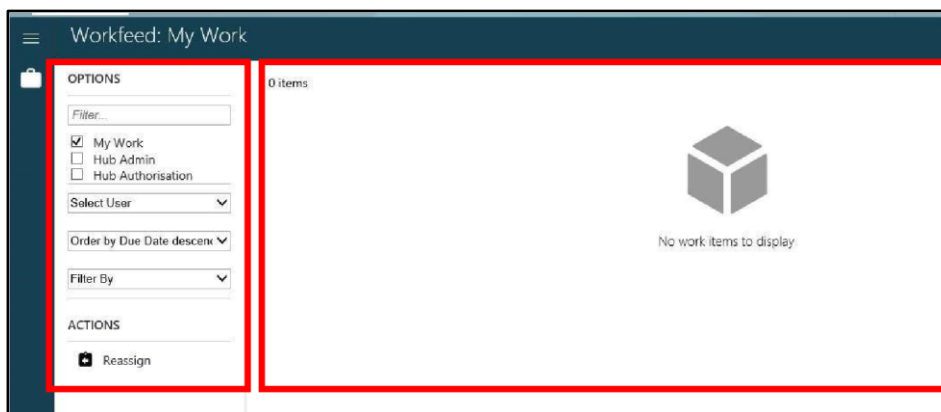 Workfeed: My Work
OPTIONS
Filter...
My Work
Hub Admin
Hub Authorisation
Select User
Order by Due Date descen
Filter By
ACTIONS
Reassign
0 items
No work items to display